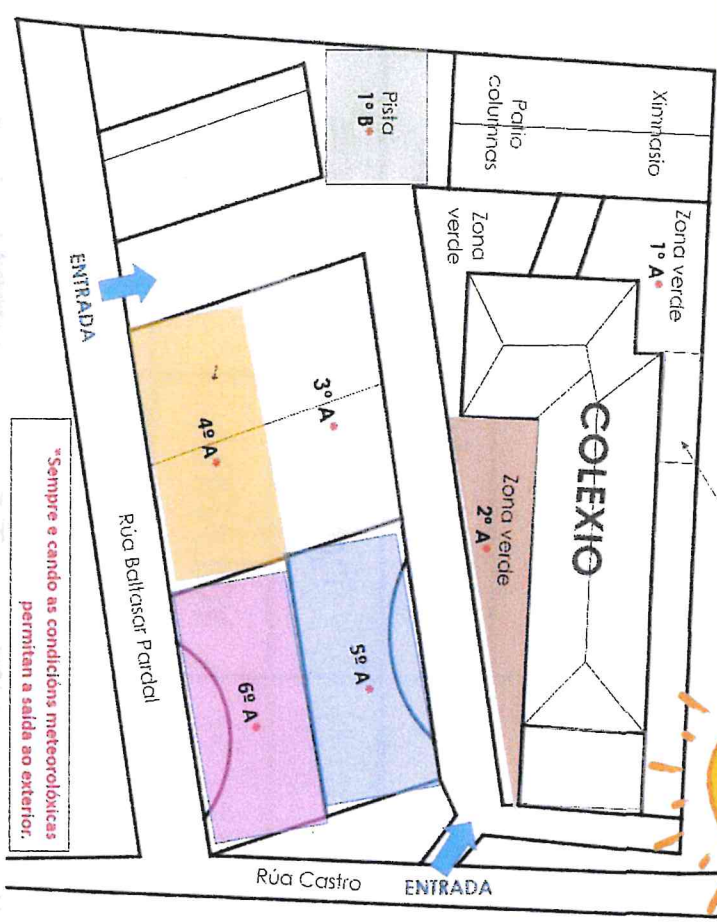 Ximnasio
Patio
columnas
Pista
1º B*
Zona verde
1º A*
Zona
verde
COLEXIO
Zona verde
2º A*
3º A*
4º A*
5º A*
6º A*
ENTRADA
Rúa Baltasar Pardal
Rúa Castro
ENTRADA
*Sempre e cando as condicións meteorolóxicas
permitan a saída ao exterior.